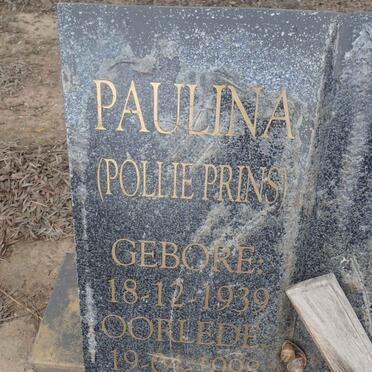 PAULINA
(POLLIE PRINS)
GEBORE:
18-12-1939
OORLEDE